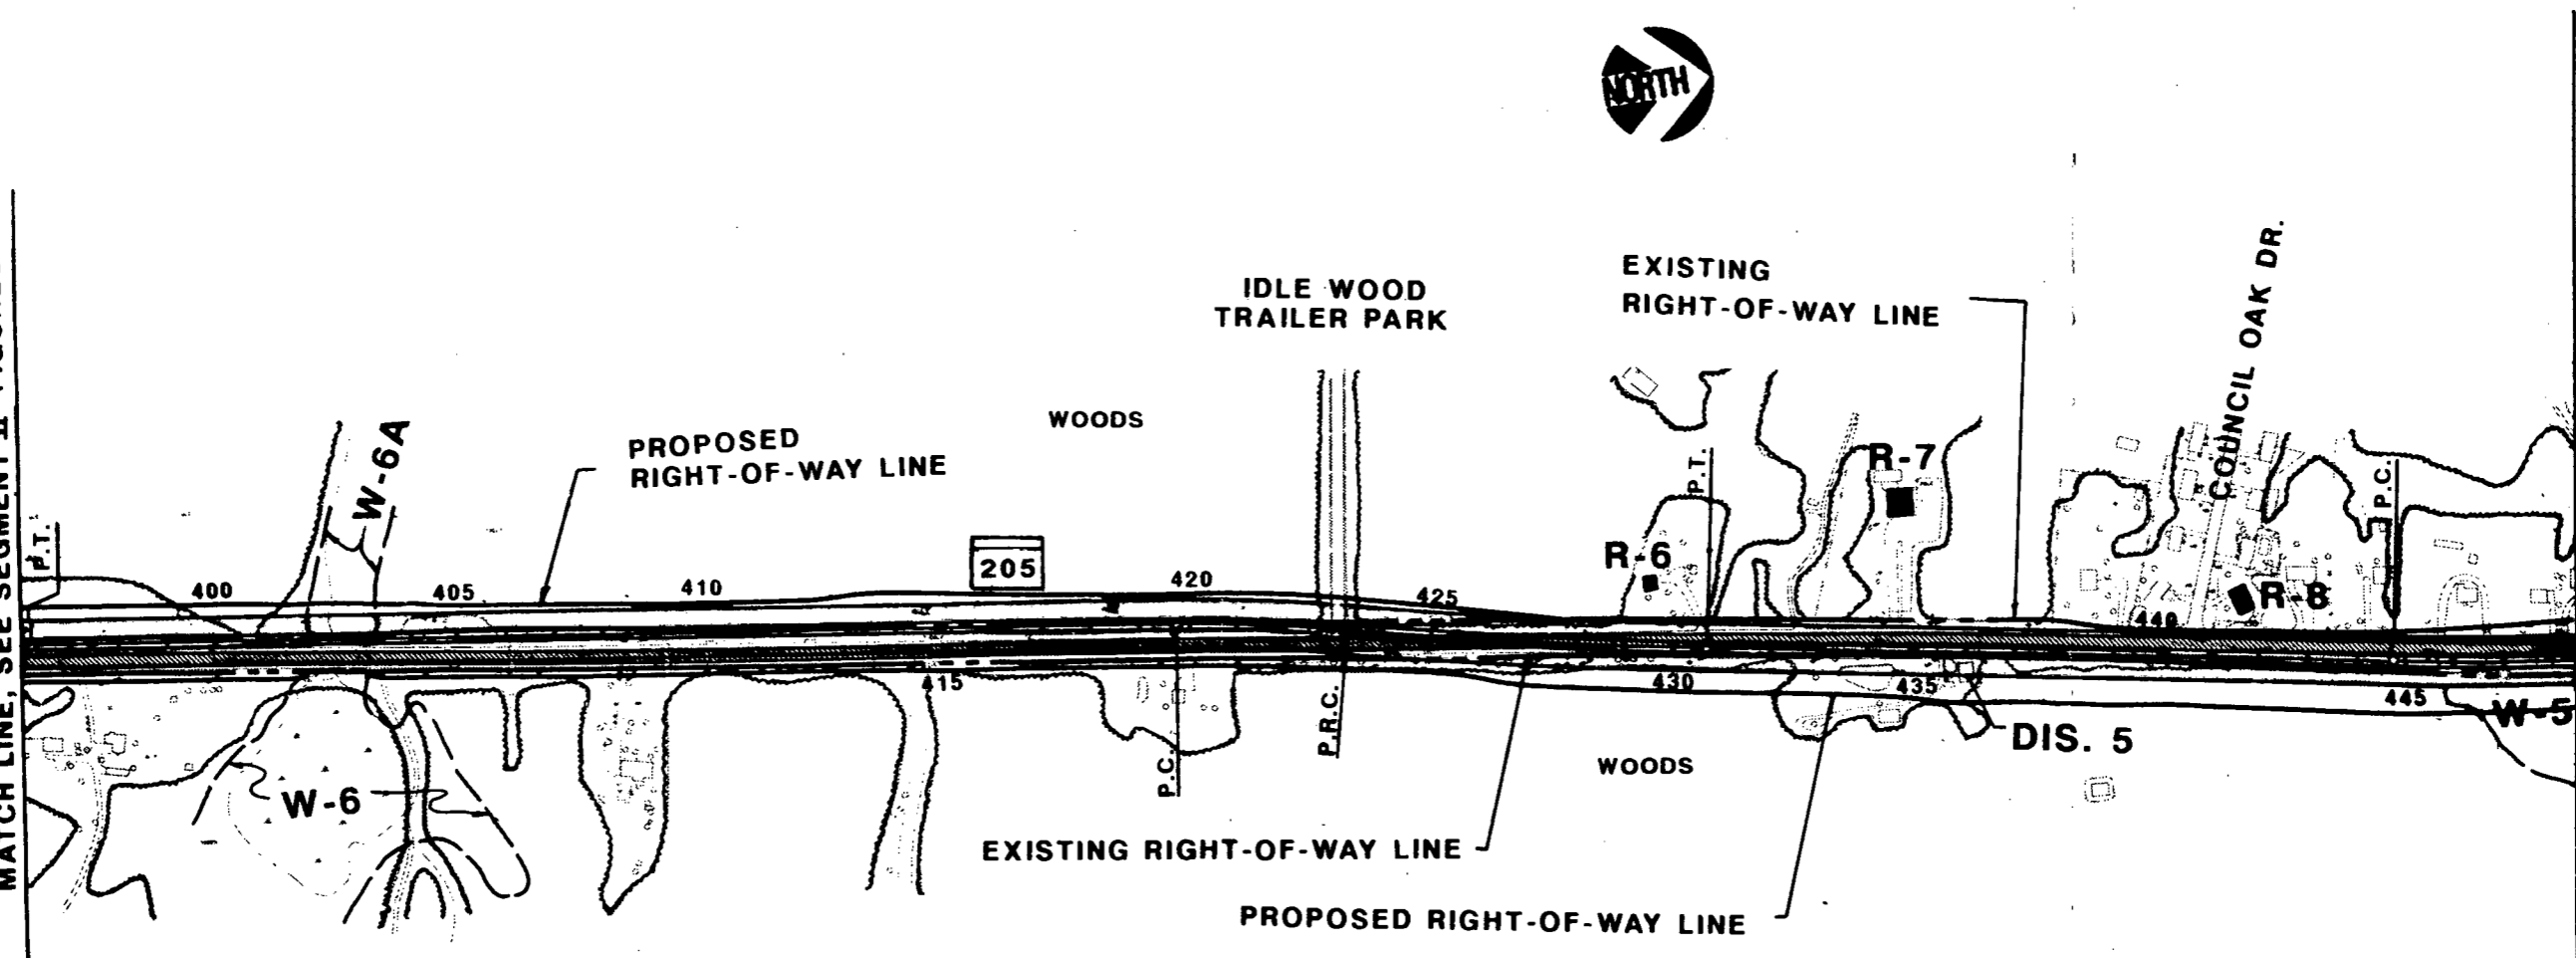 NORTH
COUNCIL OAK DR.
EXISTING
RIGHT-OF-WAY LINE
IDLE WOOD
TRAILER PARK
MATCH LINE, SEE SEGMENT II
W-6A
PROPOSED
RIGHT-OF-WAY LINE
WOODS
P.T.
R-7
P.C.
P.T.
R-6
205
R-8
400
405
410
420
425
440
415
430
435
445
W-5
P.R.C.
P.C.
DIS. 5
WOODS
W-6
EXISTING RIGHT-OF-WAY LINE
PROPOSED RIGHT-OF-WAY LINE